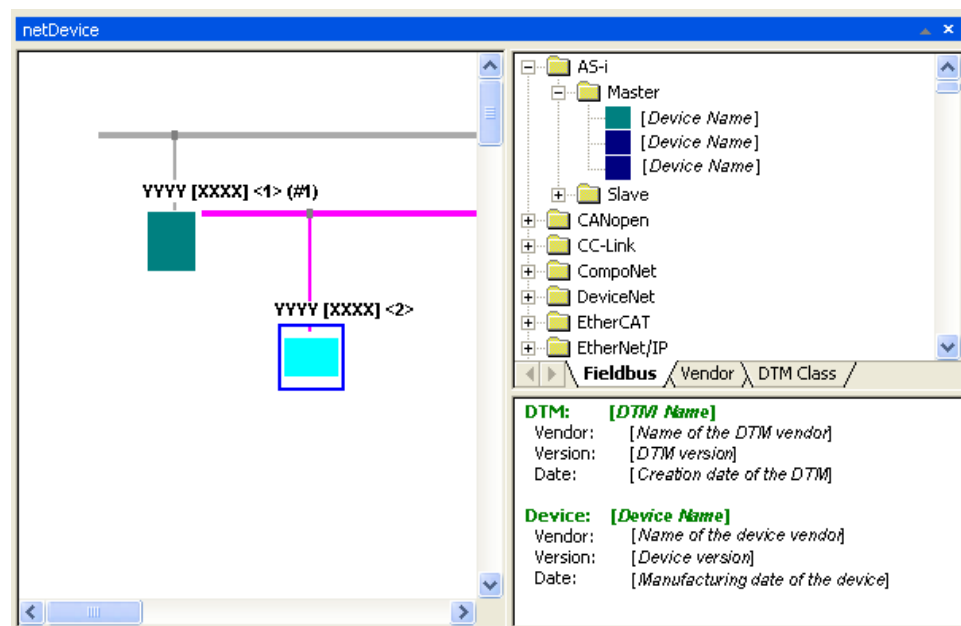 netDevice
YYYY [XXXX] <1> (#1)
YYYY [XXXX] <2>
AS-i
Master
[Device Name]
[Device Name]
[Device Name]
Slave
CANopen
CC-Link
CompoNet
DeviceNet
EtherCAT
EtherNet/IP
Fieldbus Vendor DTM Class
DTM: [DTM Name]
Vendor: [Name of the DTM vendor]
Version: [DTM version]
Date: [Creation date of the DTM]
Device: [Device Name]
Vendor: [Name of the device vendor]
Version: [Device version]
Date: [Manufacturing date of the device]